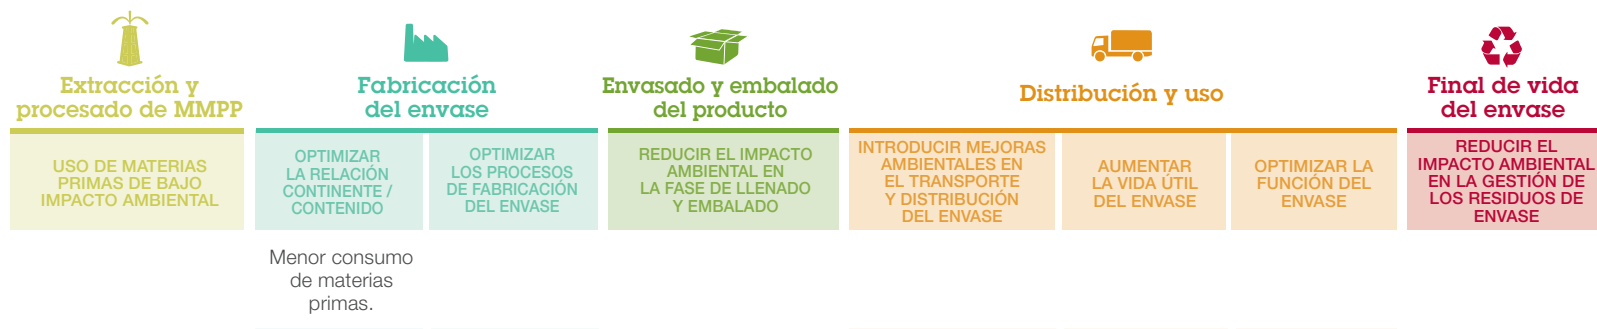 Extracción y
procesado de MMPP
Fabricación
del envase
Envasado y embalado
del producto
Distribución y uso
Final de vida
del envase
USO DE MATERIAS
PRIMAS DE BAJO
IMPACTO AMBIENTAL
OPTIMIZAR
LA RELACIÓN
CONTINENTE /
CONTENIDO
OPTIMIZAR
LOS PROCESOS
DE FABRICACIÓN
DEL ENVASE
REDUCIR EL IMPACTO
AMBIENTAL EN
LA FASE DE LLENADO
Y EMBALADO
INTRODUCIR MEJORAS
AMBIENTALES EN
EL TRANSPORTE
Y DISTRIBUCIÓN
DEL ENVASE
AUMENTAR
LA VIDA ÚTIL
DEL ENVASE
OPTIMIZAR LA
FUNCIÓN DEL
ENVASE
REDUCIR EL
IMPACTO AMBIENTAL
EN LA GESTIÓN DE
LOS RESIDUOS DE
ENVASE
Menor consumo
de materias
primas.